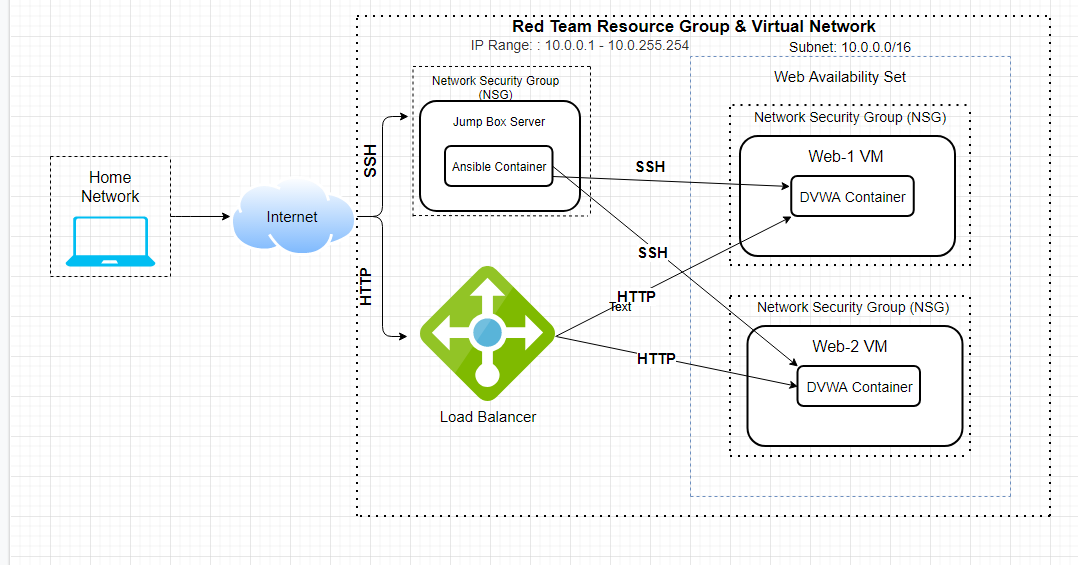 Red Team Resource Group & Virtual Network
IP Range: : 10.0.0.1 - 10.0.255.254
Subnet: 10.0.0.0/16
Web Availability Set
Network Security Group
(NSG)
Jump Box Server
Ansible Container
Network Security Group (NSG)
Web-1 VM
DVWA Container
Home
Network
Internet
SSH
HTTP
SSH
SSH
HTTP
Text
HTTP
Network Security Group (NSG)
Web-2 VM
DVWA Container
Load Balancer